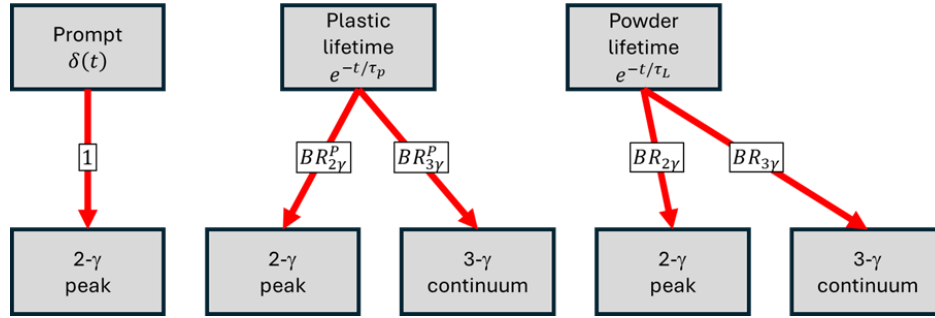 Prompt
δ(t)
Plastic
lifetime
e^{-t/τ_p}
Powder
lifetime
e^{-t/τ_L}
1
BR^P_{2γ}
BR^P_{3γ}
BR_{2γ}
BR_{3γ}
2-γ
peak
2-γ
peak
3-γ
continuum
2-γ
peak
3-γ
continuum